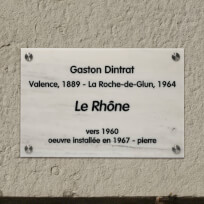 Gaston Dintrat
Valence, 1889 - La Roche-de-Glun, 1964
Le Rhône
vers 1960
oeuvre installée en 1967 - pierre